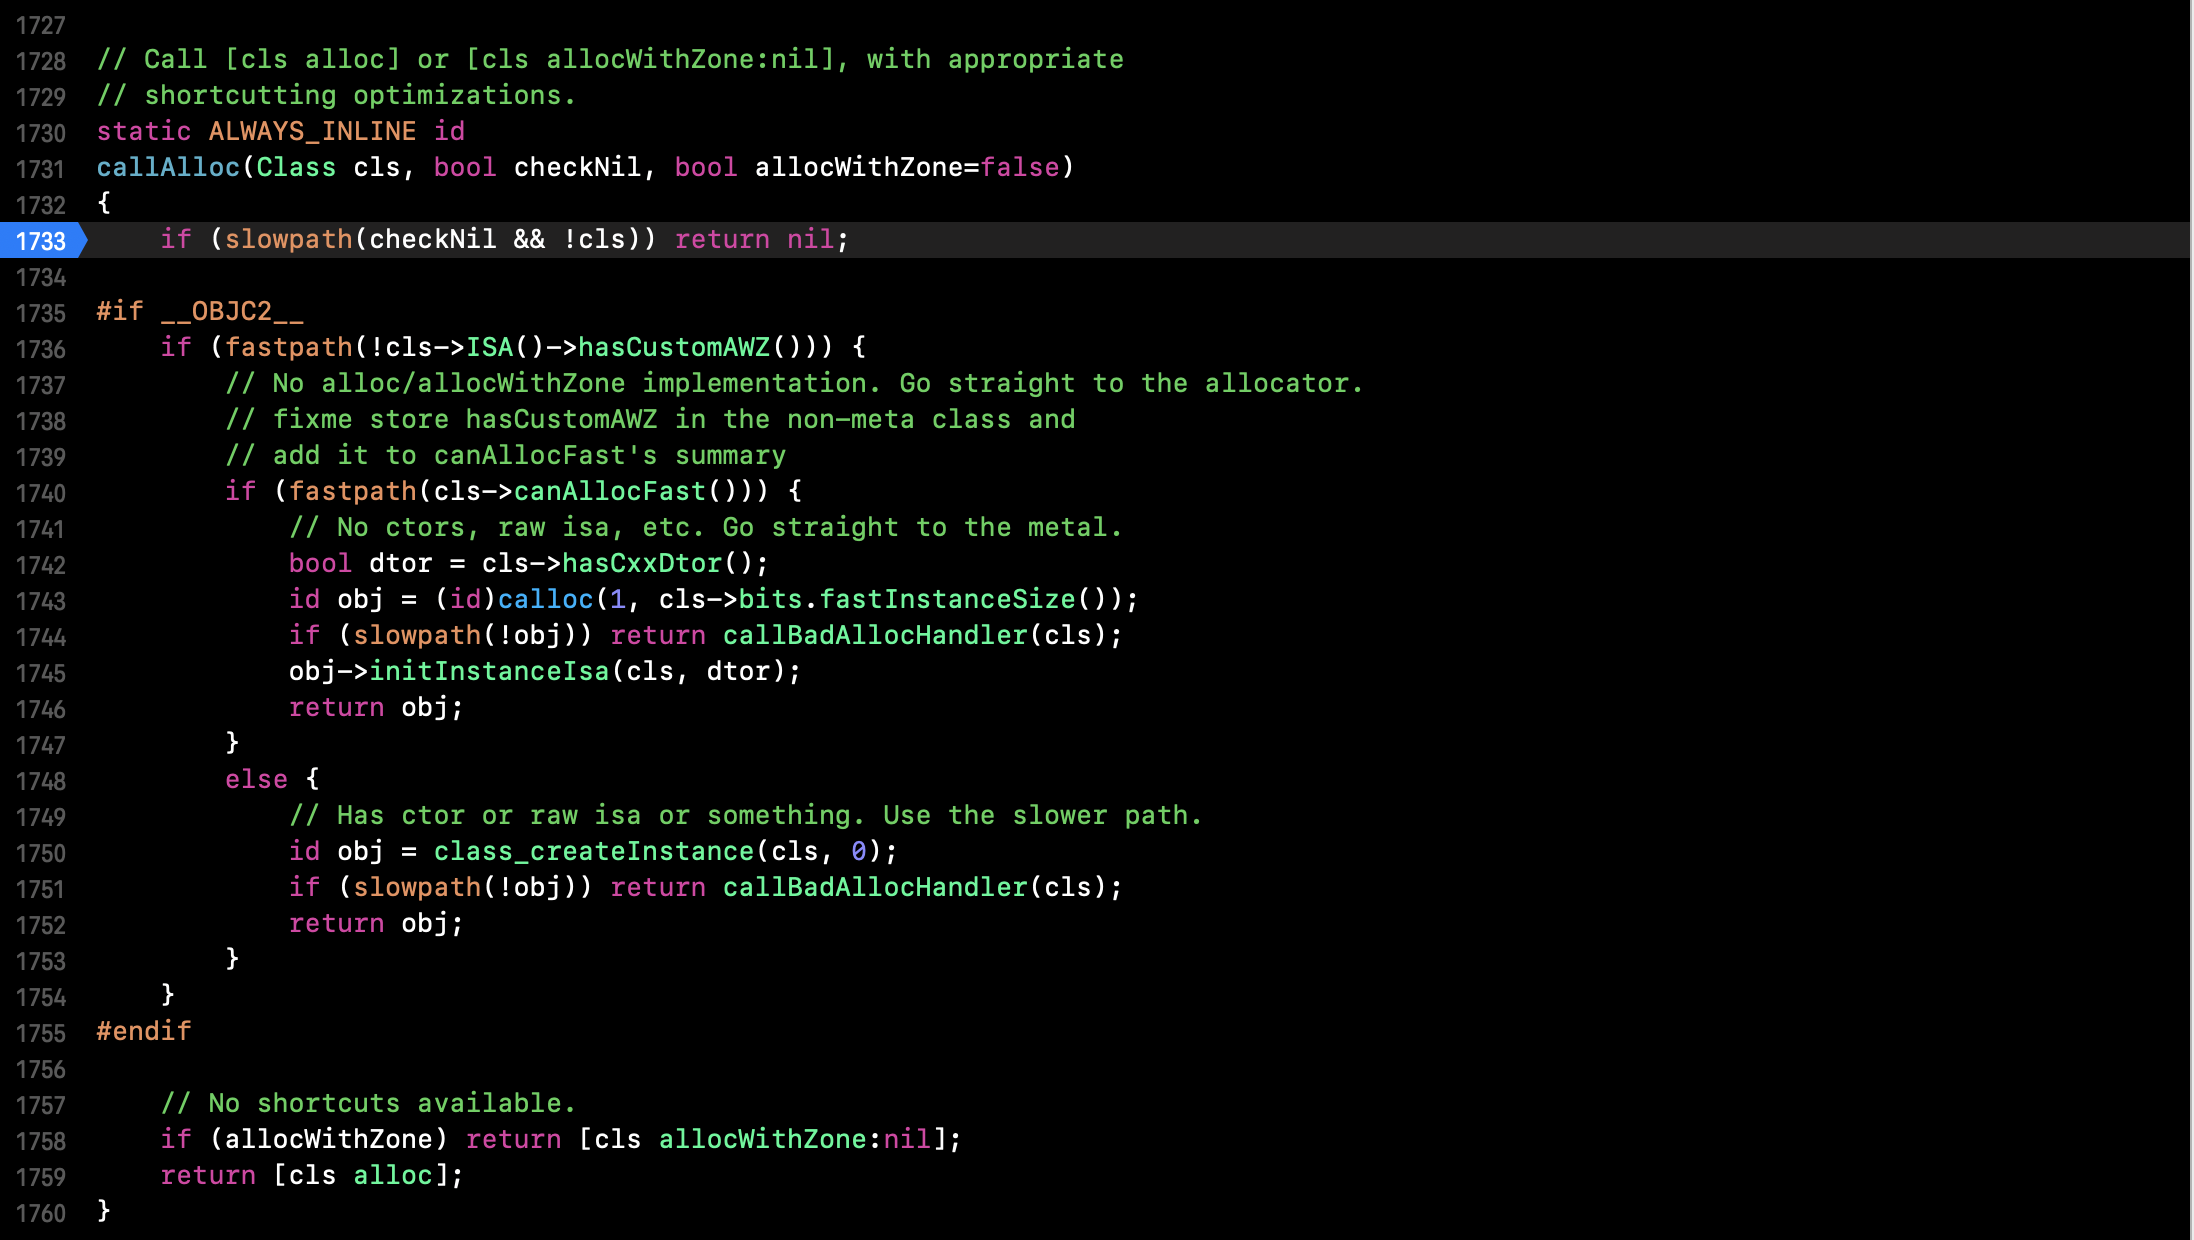 1727
1728 // Call [cls alloc] or [cls allocWithZone:nil], with appropriate
1729 // shortcutting optimizations.
1730 static ALWAYS_INLINE id
1731 callAlloc(Class cls, bool checkNil, bool allocWithZone=false)
1732 {
1733     if (slowpath(checkNil && !cls)) return nil;
1734
1735 #if __OBJC2__
1736     if (fastpath(!cls->ISA()->hasCustomAWZ())) {
1737         // No alloc/allocWithZone implementation. Go straight to the allocator.
1738         // fixme store hasCustomAWZ in the non-meta class and
1739         // add it to canAllocFast's summary
1740         if (fastpath(cls->canAllocFast())) {
1741             // No ctors, raw isa, etc. Go straight to the metal.
1742             bool dtor = cls->hasCxxDtor();
1743             id obj = (id)calloc(1, cls->bits.fastInstanceSize());
1744             if (slowpath(!obj)) return callBadAllocHandler(cls);
1745             obj->initInstanceIsa(cls, dtor);
1746             return obj;
1747         }
1748         else {
1749             // Has ctor or raw isa or something. Use the slower path.
1750             id obj = class_createInstance(cls, 0);
1751             if (slowpath(!obj)) return callBadAllocHandler(cls);
1752             return obj;
1753         }
1754     }
1755 #endif
1756
1757     // No shortcuts available.
1758     if (allocWithZone) return [cls allocWithZone:nil];
1759     return [cls alloc];
1760 }